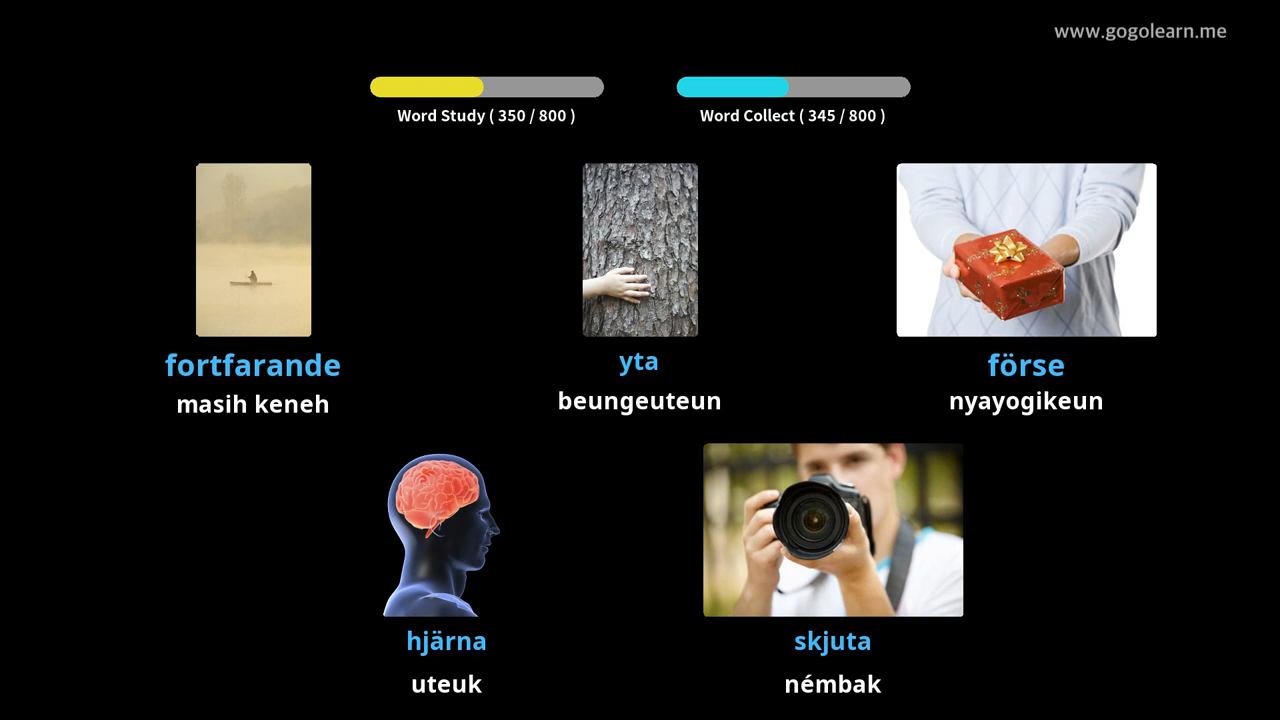 www.gogolearn.me
Word Study ( 350 / 800 )
Word Collect ( 345 / 800 )
fortfarande
masih keneh
yta
beungeuteun
förse
nyayogikeun
hjärna
uteuk
skjuta
némbak